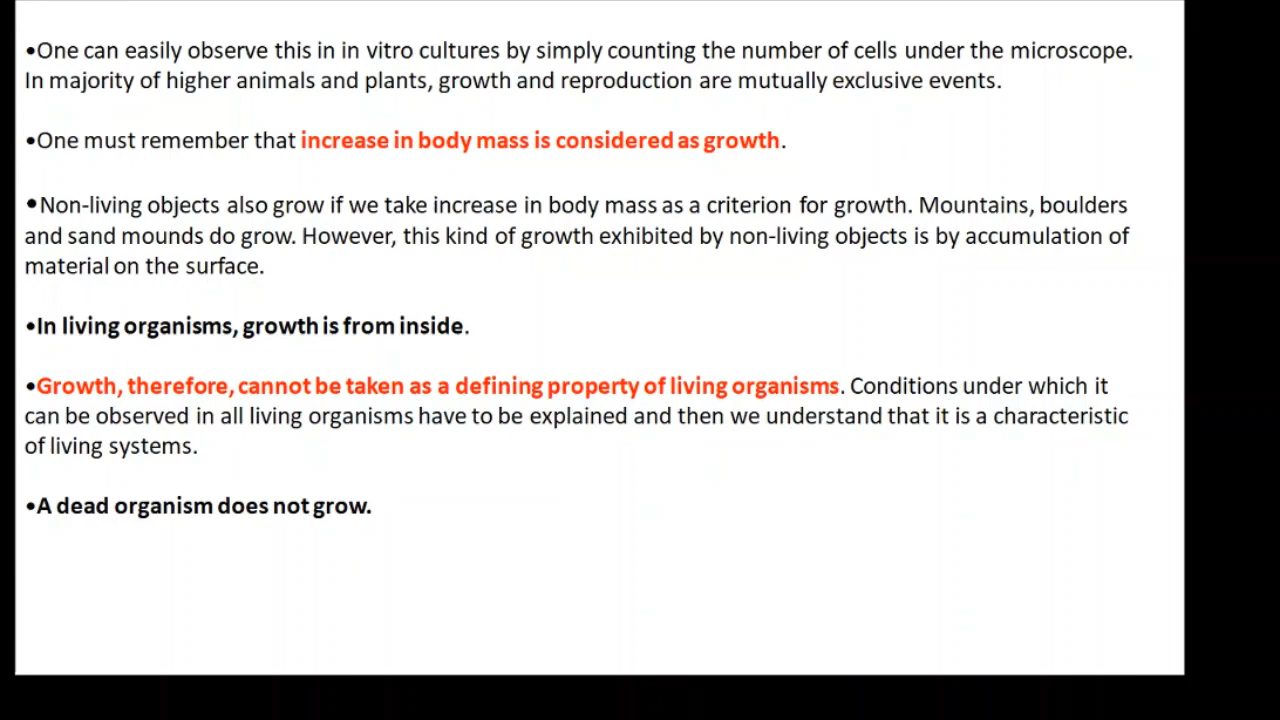 •One can easily observe this in in vitro cultures by simply counting the number of cells under the microscope.
In majority of higher animals and plants, growth and reproduction are mutually exclusive events.
•One must remember that increase in body mass is considered as growth.
•Non-living objects also grow if we take increase in body mass as a criterion for growth. Mountains, boulders
and sand mounds do grow. However, this kind of growth exhibited by non-living objects is by accumulation of
material on the surface.
•In living organisms, growth is from inside.
•Growth, therefore, cannot be taken as a defining property of living organisms. Conditions under which it
can be observed in all living organisms have to be explained and then we understand that it is a characteristic
of living systems.
•A dead organism does not grow.